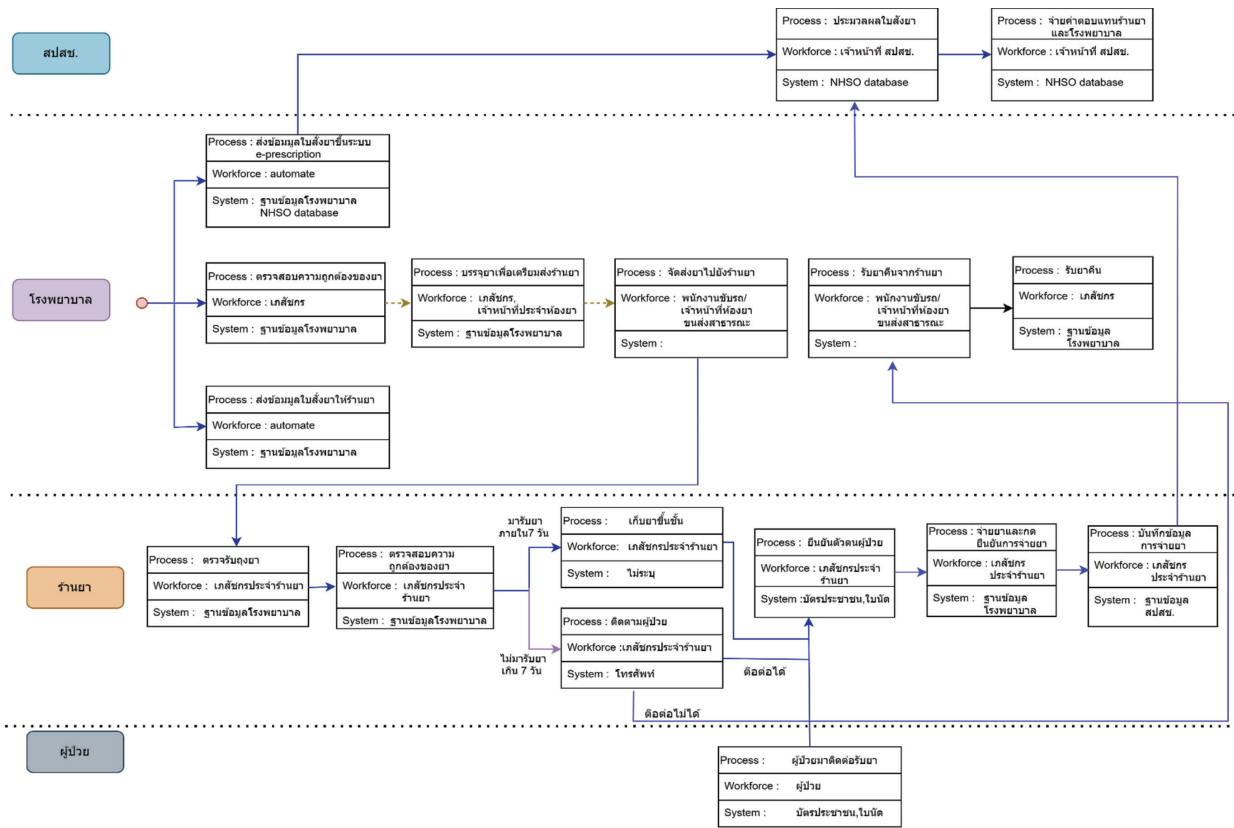 สปสช.
Process : ประมวลผลใบสั่งยา
Workforce : เจ้าหน้าที่ สปสช.
System : NHSO database
Process : จ่ายค่าตอบแทนร้านยา
และโรงพยาบาล
Workforce : เจ้าหน้าที่ สปสช.
System : NHSO database
โรงพยาบาล
Process : ส่งข้อมมูลใบสั่งยาขึ้นระบบ
e-prescription
Workforce : automate
System : ฐานข้อมูลโรงพยาบาล
NHSO database
Process : ตรวจสอบความถูกต้องของยา
Workforce : เภสัชกร
System : ฐานข้อมูลโรงพยาบาล
Process : บรรจุยาเพื่อเตรียมส่งร้านยา
Workforce : เภสัชกร,
เจ้าหน้าที่ประจำห้องยา
System : ฐานข้อมูลโรงพยาบาล
Process : จัดส่งยาไปยังร้านยา
Workforce : พนักงานขับรถ/
เจ้าหน้าที่ห้องยา
ขนส่งสาธารณะ
System :
Process : รับยาคืนจากร้านยา
Workforce : พนักงานขับรถ/
เจ้าหน้าที่ห้องยา
ขนส่งสาธารณะ
System :
Process : รับยาคืน
Workforce : เภสัชกร
System : ฐานข้อมูล
โรงพยาบาล
Process : ส่งข้อมมูลใบสั่งยาให้ร้านยา
Workforce : automate
System : ฐานข้อมูลโรงพยาบาล
ร้านยา
Process : ตรวจรับถุงยา
Workforce : เภสัชกรประจำร้านยา
System : ฐานข้อมูลโรงพยาบาล
Process : ตรวจสอบความ
ถูกต้องของยา
Workforce : เภสัชกรประจำ
ร้านยา
System : ฐานข้อมูลโรงพยาบาล
มารับยา
ภายใน7 วัน
Process : เก็บยาขึ้นชั้น
Workforce: เภสัชกรประจำร้านยา
System : ไม่ระบุ
ไม่มารับยา
เกิน 7 วัน
Process : ติดตามผู้ป่วย
Workforce :เภสัชกรประจำร้านยา
System : โทรศัพท์
ติอต่อได้
ติอต่อไม่ได้
Process : ยืนยันตัวตนผู้ป่วย
Workforce : เภสัชกรประจำ
ร้านยา
System :บัตรประชาชน,ใบนัด
Process : จ่ายยาและกด
ยืนยันการจ่ายยา
Workforce : เภสัชกร
ประจำร้านยา
System : ฐานข้อมูล
โรงพยาบาล
Process : บันทึกข้อมูล
การจ่ายยา
Workforce : เภสัชกร
ประจำร้านยา
System : ฐานข้อมูล
สปสช.
ผู้ป่วย
Process : ผู้ป่วยมาติดต่อรับยา
Workforce : ผู้ป่วย
System : บัตรประชาชน,ใบนัด